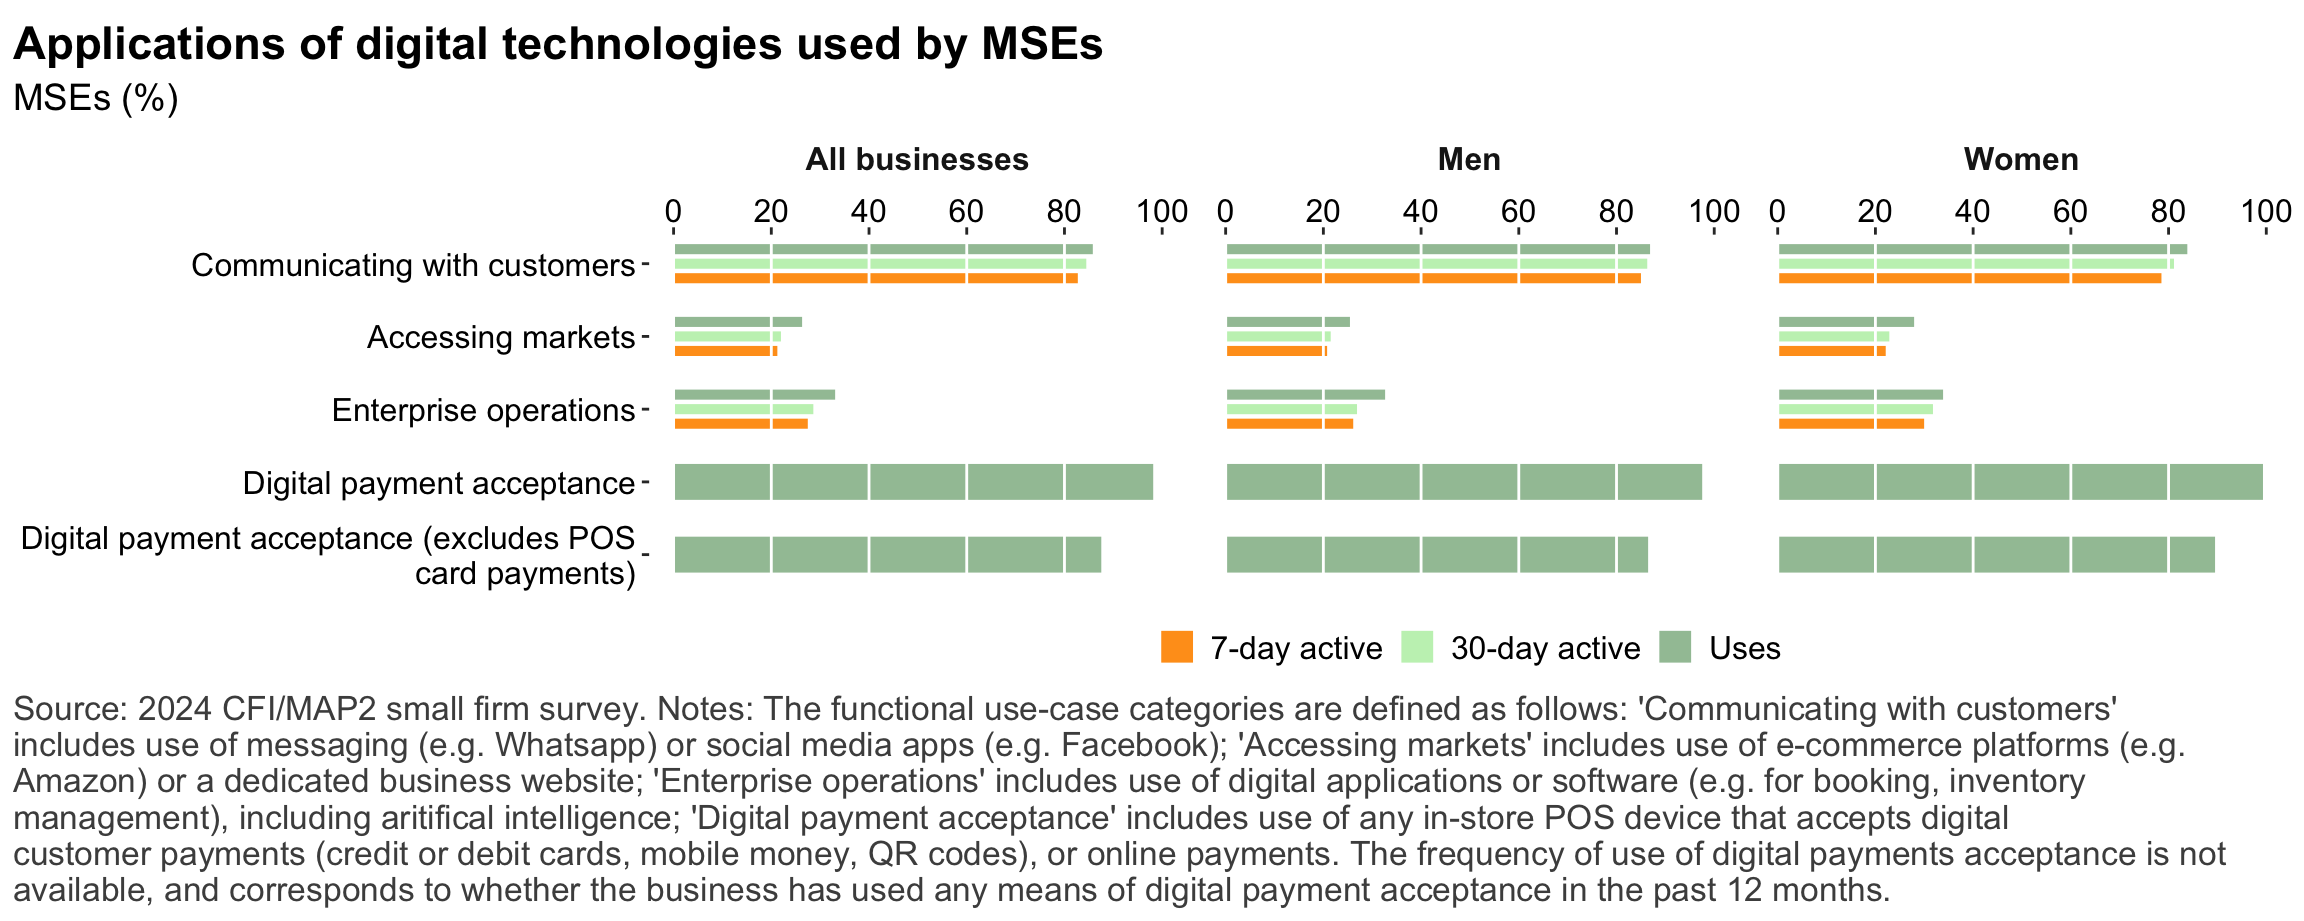 Applications of digital technologies used by MSEs
MSEs (%)
All businesses
Men
Women
0 20 40 60 80 100 0 20 40 60 80 100 0 20 40 60 80 100
Communicating with customers
Accessing markets
Enterprise operations
Digital payment acceptance
Digital payment acceptance (excludes POS
card payments)
7-day active
30-day active
Uses
Source: 2024 CFI/MAP2 small firm survey. Notes: The functional use-case categories are defined as follows: 'Communicating with customers'
includes use of messaging (e.g. Whatsapp) or social media apps (e.g. Facebook); 'Accessing markets' includes use of e-commerce platforms (e.g.
Amazon) or a dedicated business website; 'Enterprise operations' includes use of digital applications or software (e.g. for booking, inventory
management), including aritifical intelligence; 'Digital payment acceptance' includes use of any in-store POS device that accepts digital
customer payments (credit or debit cards, mobile money, QR codes), or online payments. The frequency of use of digital payments acceptance is not
available, and corresponds to whether the business has used any means of digital payment acceptance in the past 12 months.